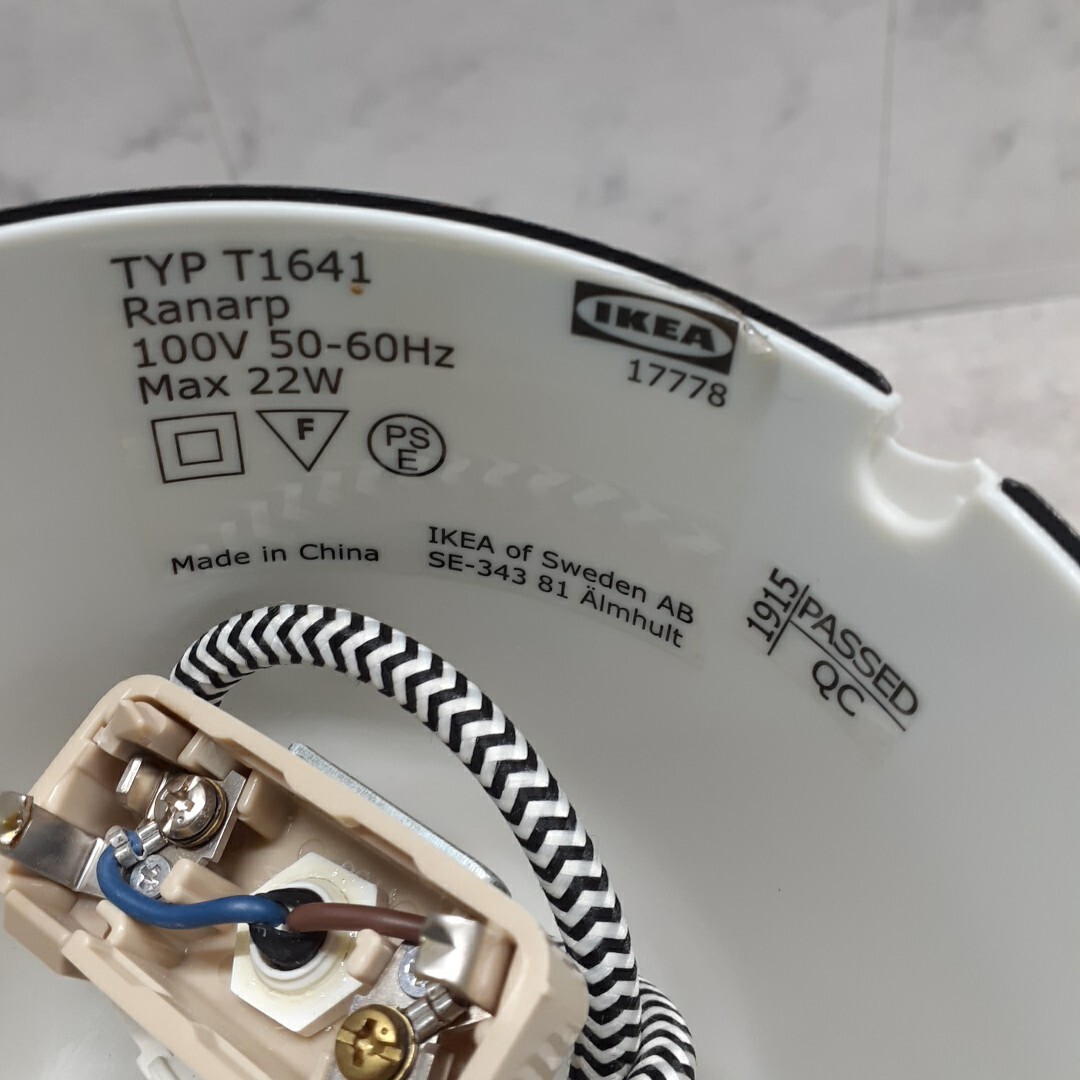 TYP T1641
Ranarp
100V 50-60Hz
Max 22W
F
PS
E
IKEA
17778
Made in China
IKEA of Sweden AB
SE-343 81 Älmhult
1915
PASSED
QC